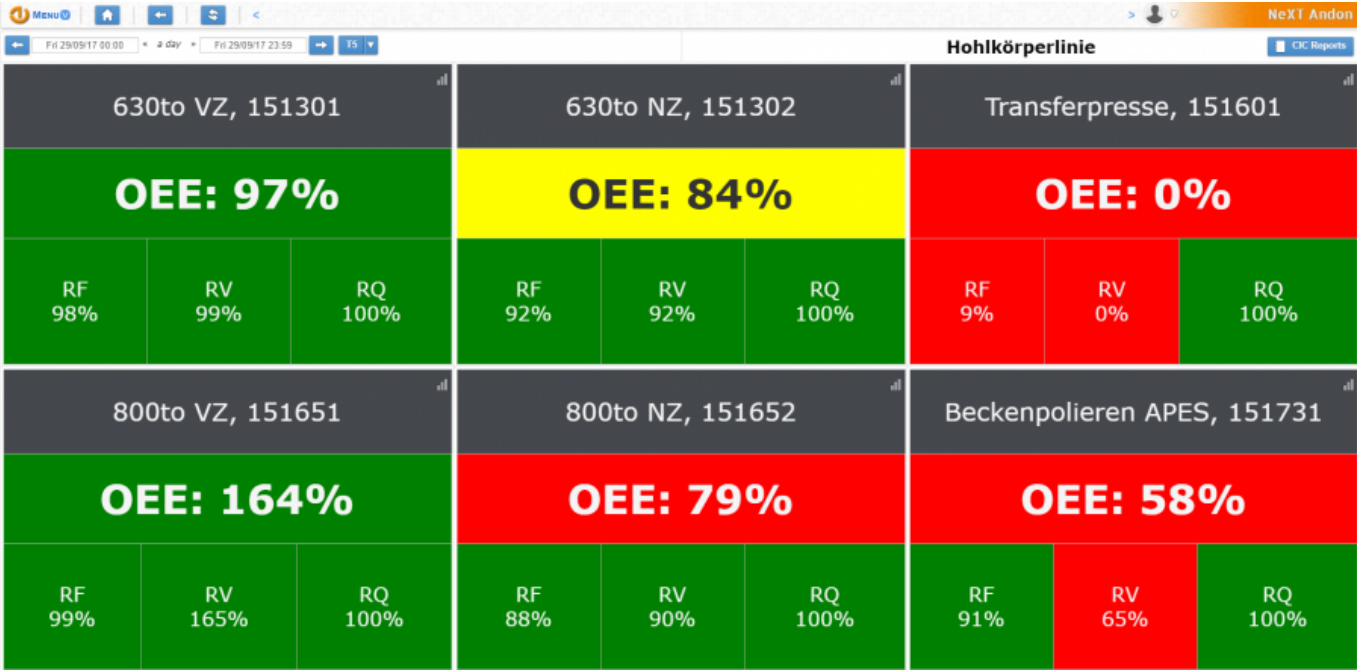 MENU NeXT Andon
Fri 29/09/17 00:00 « a day » Fri 29/09/17 23:59 T5 Hohlkörperlinie CIC Reports
630to VZ, 151301
OEE: 97%
RF RV RQ
98% 99% 100%
630to NZ, 151302
OEE: 84%
RF RV RQ
92% 92% 100%
Transferpresse, 151601
OEE: 0%
RF RV RQ
9% 0% 100%
800to VZ, 151651
OEE: 164%
RF RV RQ
99% 165% 100%
800to NZ, 151652
OEE: 79%
RF RV RQ
88% 90% 100%
Beckenpolieren APES, 151731
OEE: 58%
RF RV RQ
91% 65% 100%